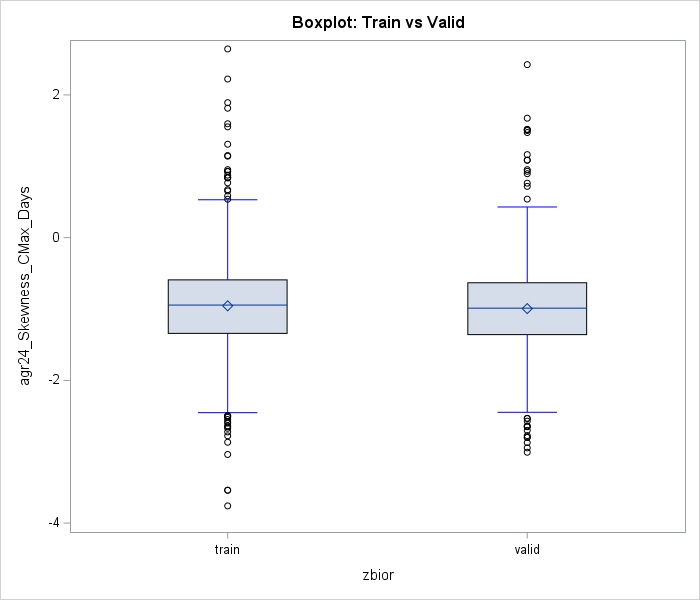 Boxplot: Train vs Valid
agr24_Skewness_CMax_Days
2
0
-2
-4
train
valid
zbior